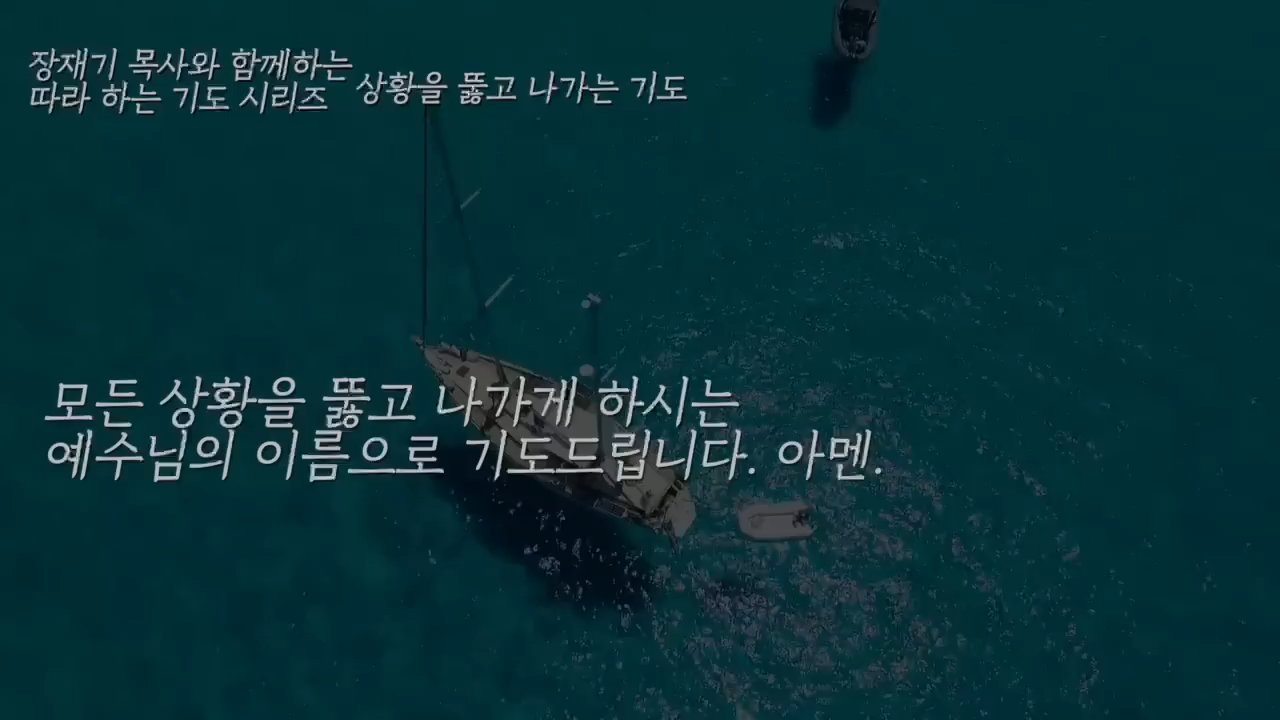 장재기 목사와 함께하는
따라 하는 기도 시리즈
상황을 뚫고 나가는 기도
모든 상황을 뚫고 나가게 하시는
예수님의 이름으로 기도드립니다. 아멘.